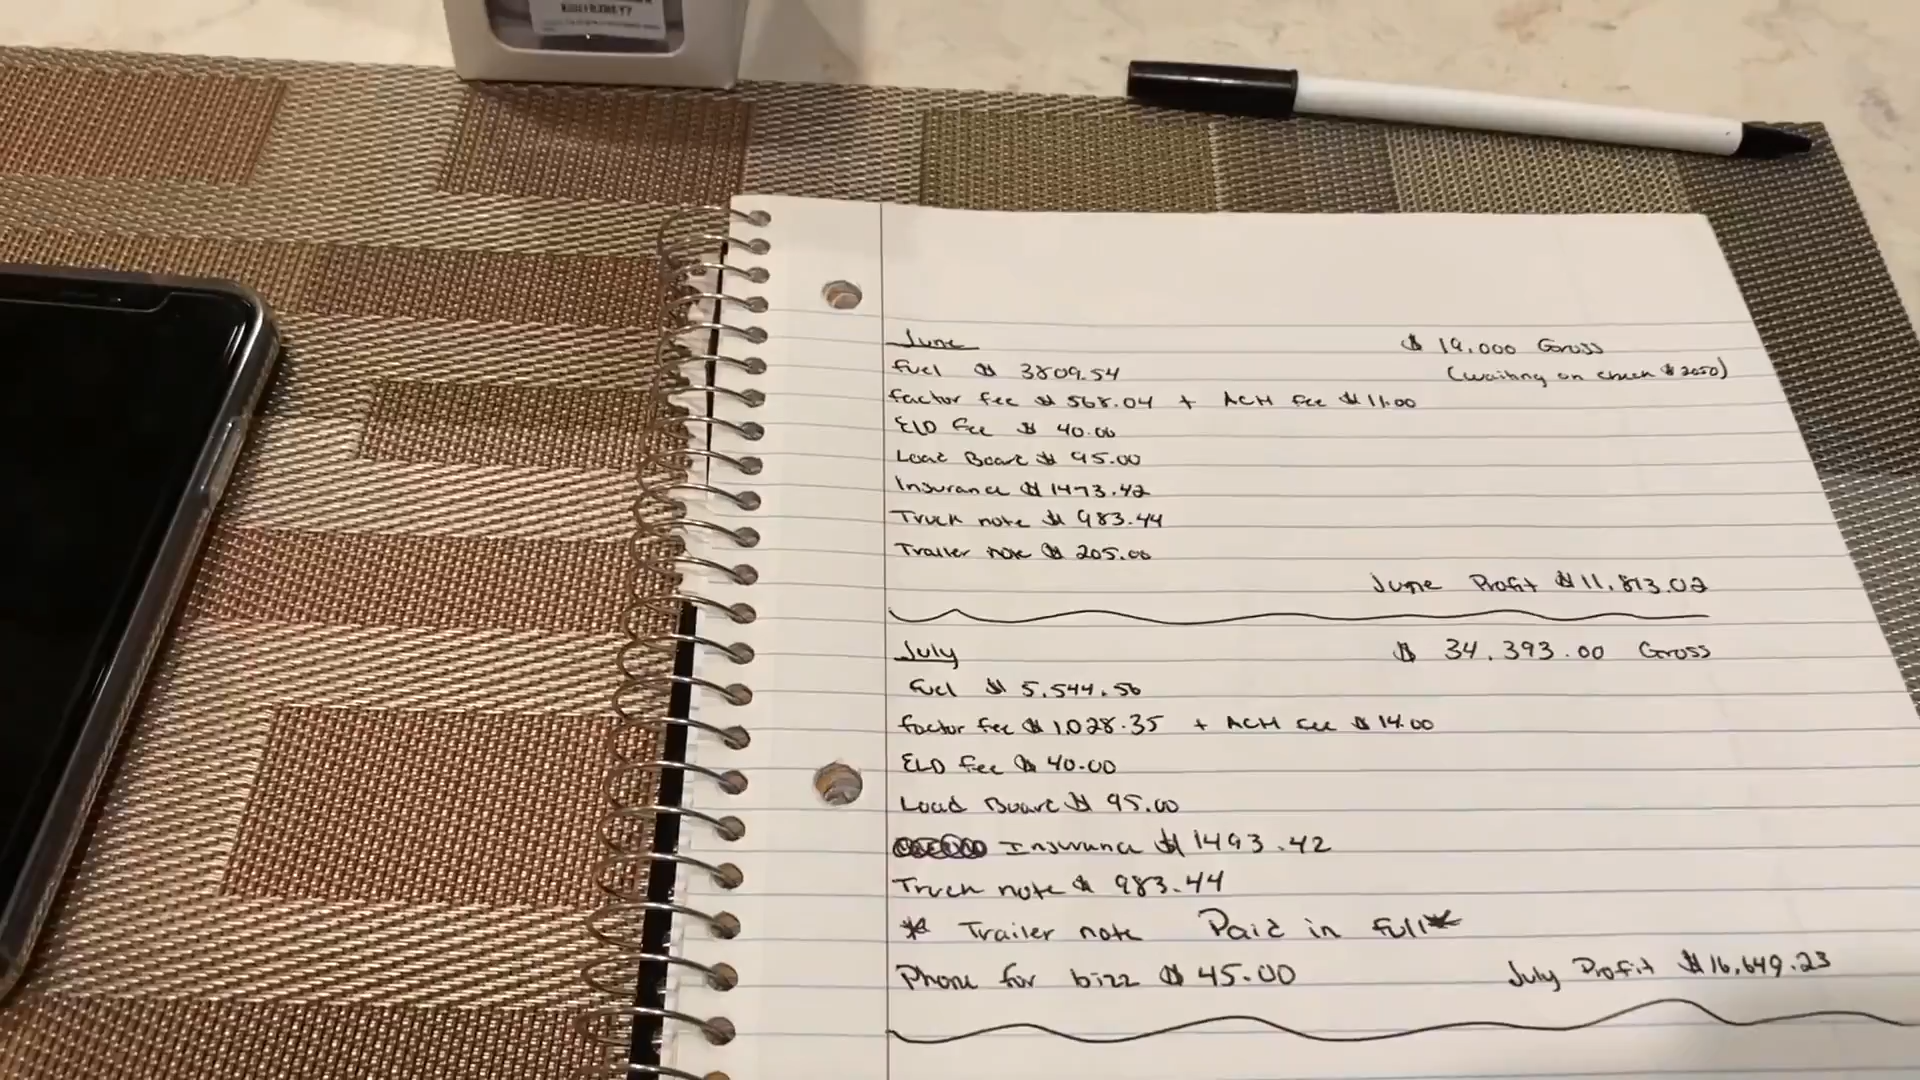 June $ 19,000 Gross
Fuel $ 3809.54 (waiting on check $2050)
factor fee $ 568.04 + ACH fee $11.00
ELD fee $ 40.00
Load Board $ 95.00
Insurance $1473.42
Truck note $ 983.44
Trailer note $ 205.00
June Profit $11,813.02
July $ 34,393.00 Gross
Fuel $ 5,544.56
factor fee $ 1,028.35 + ACH fee $ 14.00
ELD fee $ 40.00
Load Board $ 95.00
Insurance $1493.42
Truck note $ 983.44
* Trailer note Paid in full*
Phone for bizz $ 45.00 July Profit $16,649.23